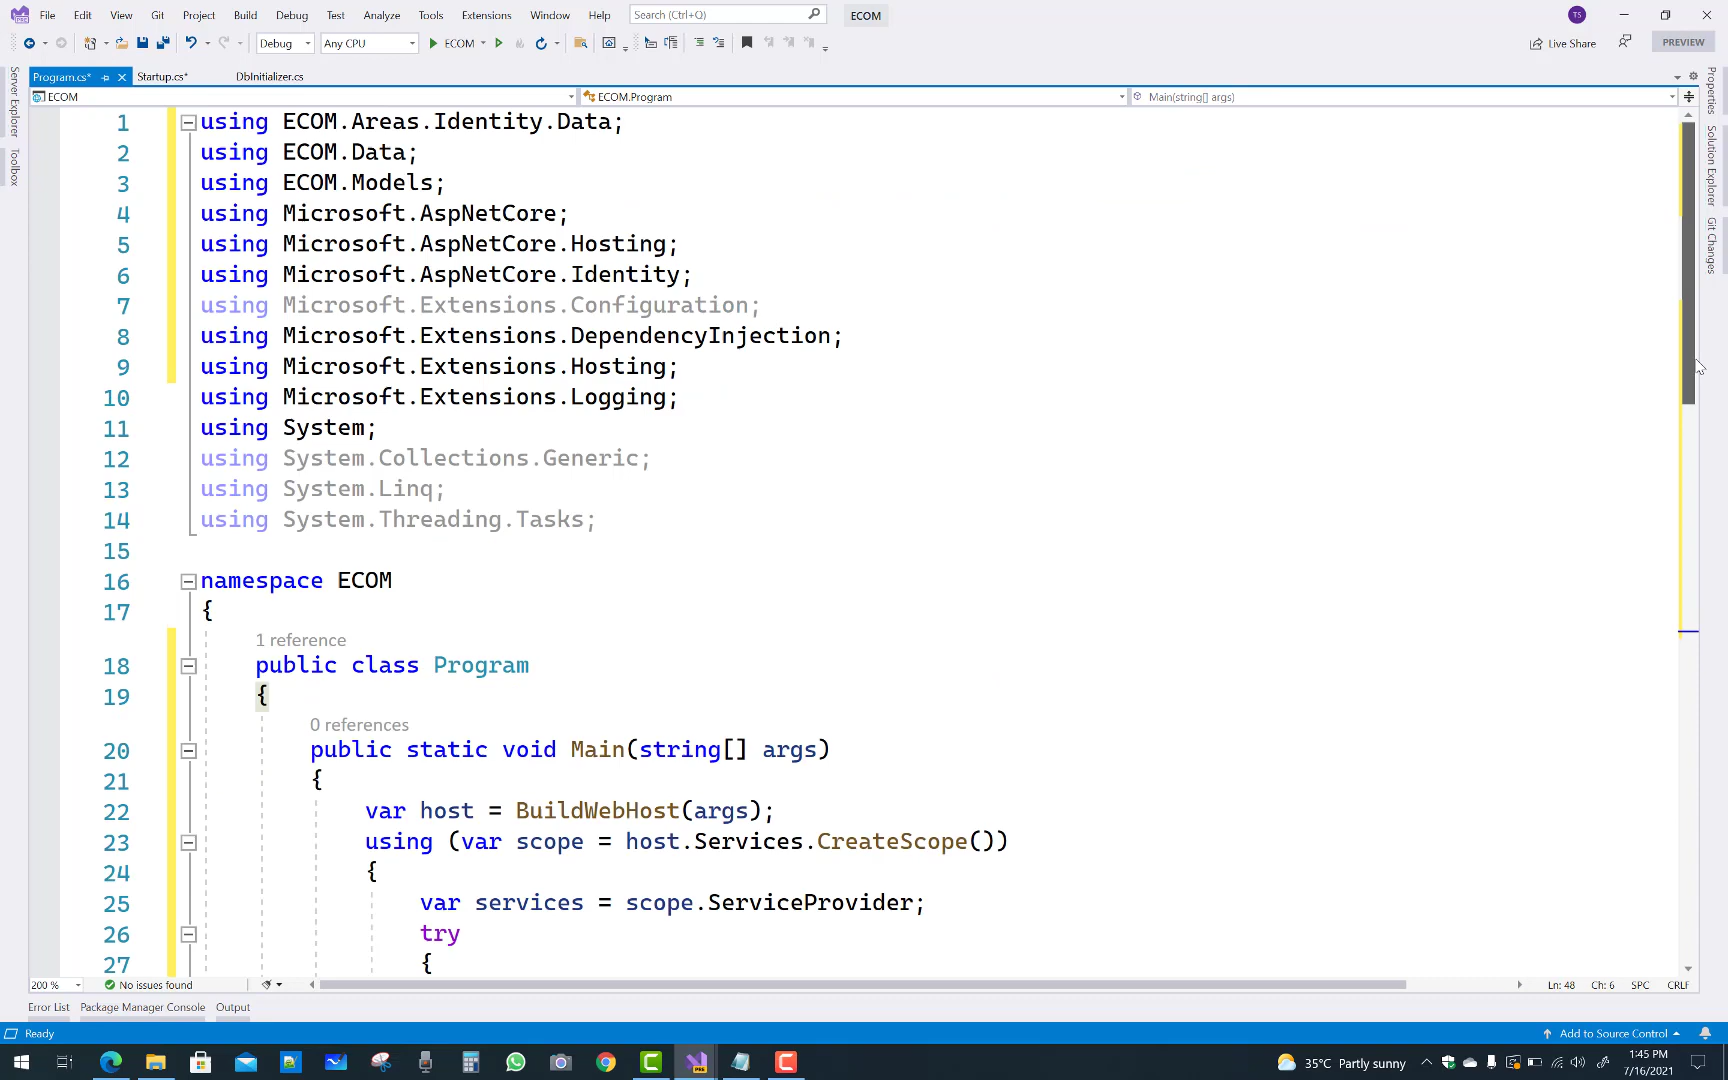 File Edit View Git Project Build Debug Test Analyze Tools Extensions Window Help Search (Ctrl+Q) ECOM TS
Debug Any CPU ECOM Live Share PREVIEW
Program.cs* Startup.cs* DbInitializer.cs
ECOM ECOM.Program Main(string[] args)
Server Explorer
Toolbox
Properties
Solution Explorer
Git Changes
1 using ECOM.Areas.Identity.Data;
2 using ECOM.Data;
3 using ECOM.Models;
4 using Microsoft.AspNetCore;
5 using Microsoft.AspNetCore.Hosting;
6 using Microsoft.AspNetCore.Identity;
7 using Microsoft.Extensions.Configuration;
8 using Microsoft.Extensions.DependencyInjection;
9 using Microsoft.Extensions.Hosting;
10 using Microsoft.Extensions.Logging;
11 using System;
12 using System.Collections.Generic;
13 using System.Linq;
14 using System.Threading.Tasks;
15
16 namespace ECOM
17 {
1 reference
18 public class Program
19 {
0 references
20 public static void Main(string[] args)
21 {
22 var host = BuildWebHost(args);
23 using (var scope = host.Services.CreateScope())
24 {
25 var services = scope.ServiceProvider;
26 try
27 {
200 % No issues found Ln: 48 Ch: 6 SPC CRLF
Error List Package Manager Console Output
Ready Add to Source Control
35°C Partly sunny 1:45 PM
7/16/2021